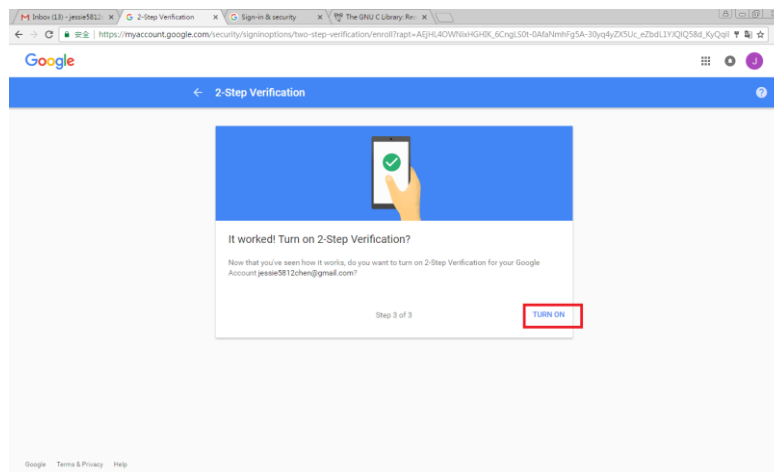 Inbox (13) - jessie5812
2-Step Verification
Sign-in & security
The GNU C Library: Re
https://myaccount.google.com/security/signinoptions/two-step-verification/enroll?rapt=
Google
J
2-Step Verification
It worked! Turn on 2-Step Verification?
Now that you've seen how it works, do you want to turn on 2-Step Verification for your Google
Account jessie5812chen@gmail.com?
Step 3 of 3
TURN ON
Google Terms & Privacy Help